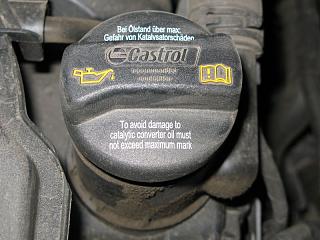 Bei Ölstand über max:
Gefahr von Katalysatorschäden
Castrol
To avoid damage to
catalytic converter oil must
not exceed maximum mark